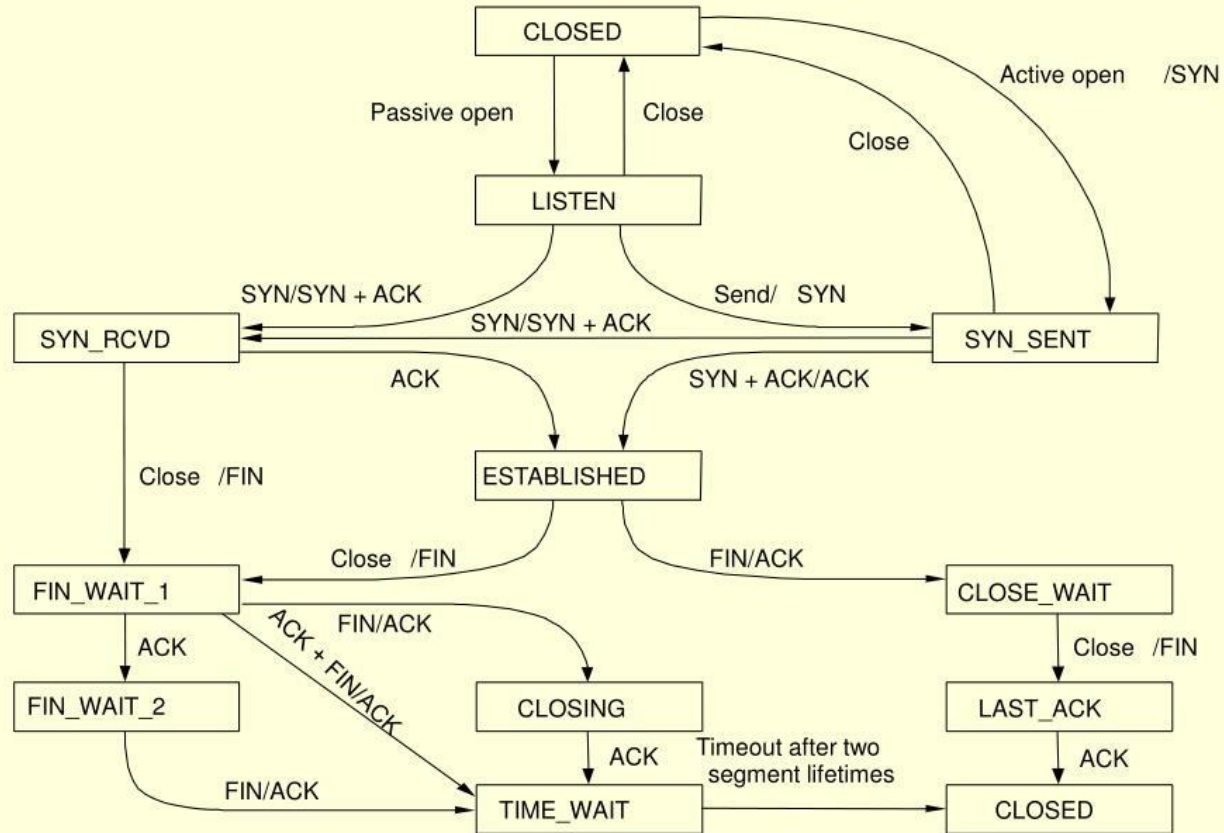 CLOSED
Active open /SYN
Passive open
Close
Close
LISTEN
SYN/SYN + ACK
Send/ SYN
SYN/SYN + ACK
SYN_RCVD
SYN_SENT
ACK
SYN + ACK/ACK
ESTABLISHED
Close /FIN
Close /FIN
FIN/ACK
FIN_WAIT_1
CLOSE_WAIT
FIN/ACK
ACK
ACK + FIN/ACK
Close /FIN
FIN_WAIT_2
CLOSING
LAST_ACK
ACK
Timeout after two
segment lifetimes
ACK
FIN/ACK
TIME_WAIT
CLOSED